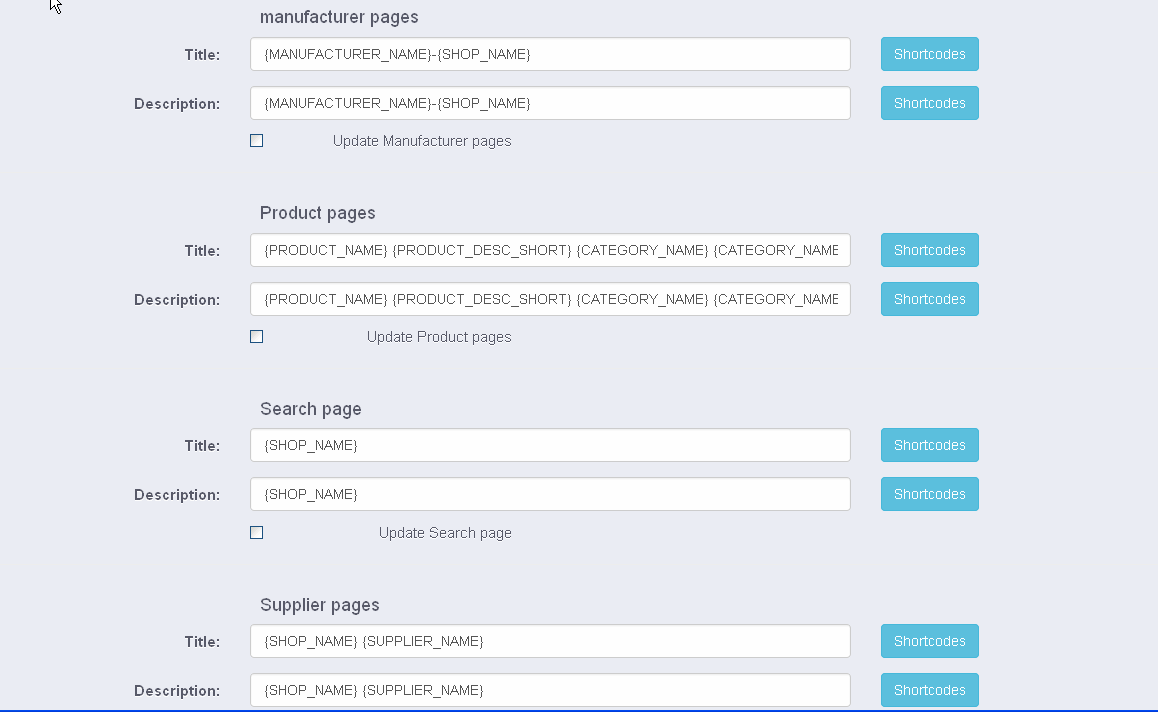 manufacturer pages
Title: {MANUFACTURER_NAME}-{SHOP_NAME} Shortcodes
Description: {MANUFACTURER_NAME}-{SHOP_NAME} Shortcodes
Update Manufacturer pages
Product pages
Title: {PRODUCT_NAME} {PRODUCT_DESC_SHORT} {CATEGORY_NAME} {CATEGORY_NAME Shortcodes
Description: {PRODUCT_NAME} {PRODUCT_DESC_SHORT} {CATEGORY_NAME} {CATEGORY_NAME Shortcodes
Update Product pages
Search page
Title: {SHOP_NAME} Shortcodes
Description: {SHOP_NAME} Shortcodes
Update Search page
Supplier pages
Title: {SHOP_NAME} {SUPPLIER_NAME} Shortcodes
Description: {SHOP_NAME} {SUPPLIER_NAME} Shortcodes